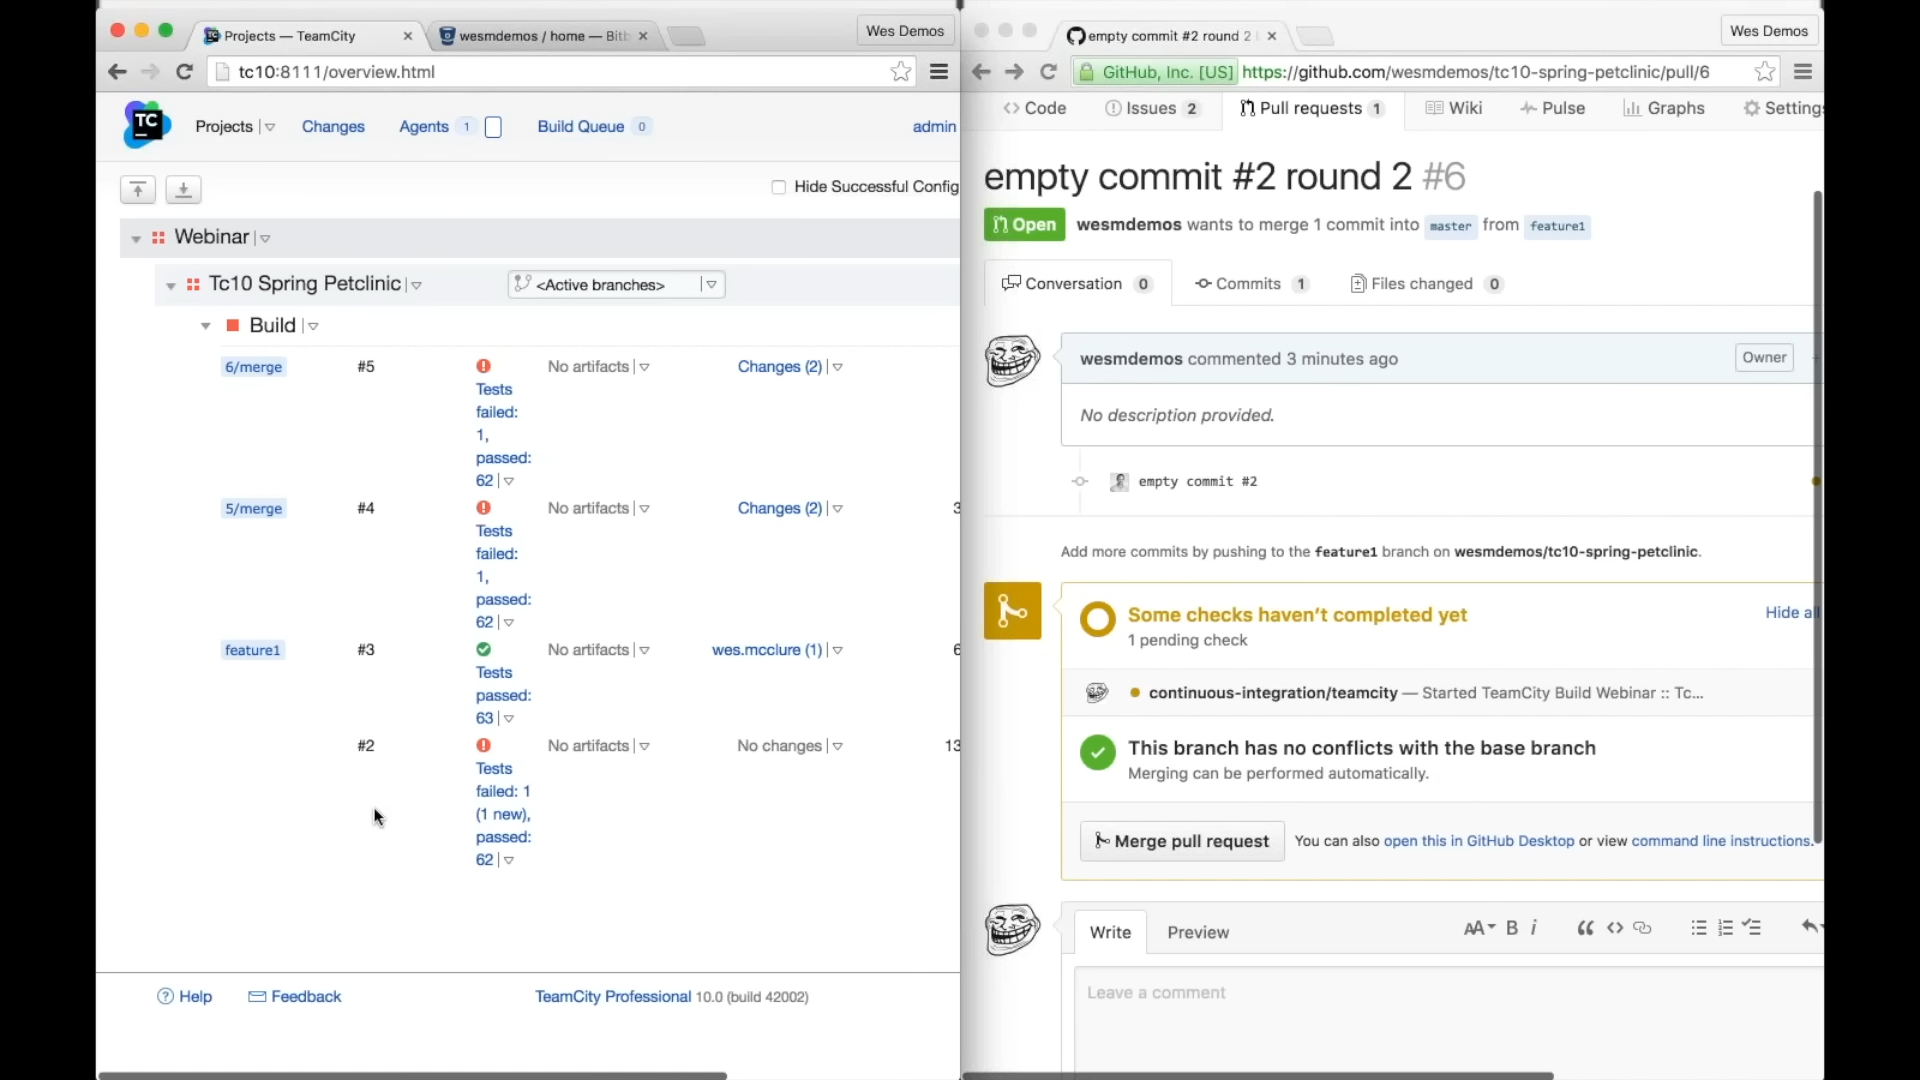 Projects — TeamCity
wesmdemos / home — Bitb
Wes Demos
tc10:8111/overview.html
TC
Projects
Changes
Agents 1
Build Queue 0
admin
Hide Successful Config
Webinar
Tc10 Spring Petclinic
<Active branches>
Build
6/merge
#5
Tests
failed:
1,
passed:
62
No artifacts
Changes (2)
5/merge
#4
Tests
failed:
1,
passed:
62
No artifacts
Changes (2)
3
feature1
#3
Tests
passed:
63
No artifacts
wes.mcclure (1)
6
#2
Tests
failed: 1
(1 new),
passed:
62
No artifacts
No changes
13
Help
Feedback
TeamCity Professional 10.0 (build 42002)
empty commit #2 round 2
Wes Demos
GitHub, Inc. [US] https://github.com/wesmdemos/tc10-spring-petclinic/pull/6
Code
Issues 2
Pull requests 1
Wiki
Pulse
Graphs
Settings
empty commit #2 round 2 #6
Open
wesmdemos wants to merge 1 commit into master from feature1
Conversation 0
Commits 1
Files changed 0
wesmdemos commented 3 minutes ago
Owner
No description provided.
empty commit #2
Add more commits by pushing to the feature1 branch on wesmdemos/tc10-spring-petclinic.
Some checks haven’t completed yet
Hide all
1 pending check
continuous-integration/teamcity — Started TeamCity Build Webinar :: Tc...
This branch has no conflicts with the base branch
Merging can be performed automatically.
Merge pull request
You can also open this in GitHub Desktop or view command line instructions.
Write
Preview
AA B i
Leave a comment